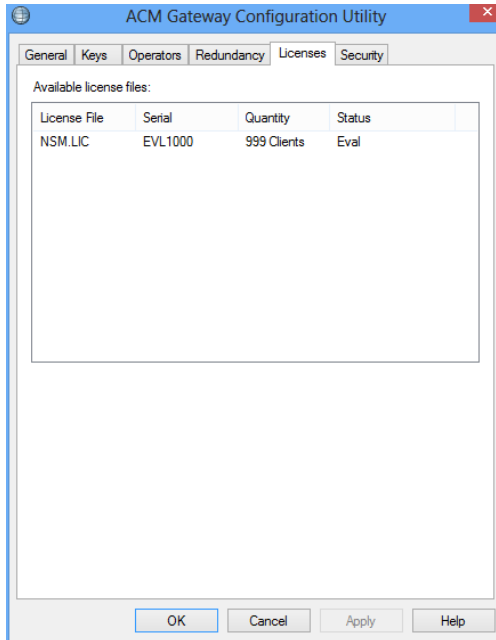 ACM Gateway Configuration Utility
General Keys Operators Redundancy Licenses Security
Available license files:
License File Serial Quantity Status
NSM.LIC EVL1000 999 Clients Eval
OK Cancel Apply Help